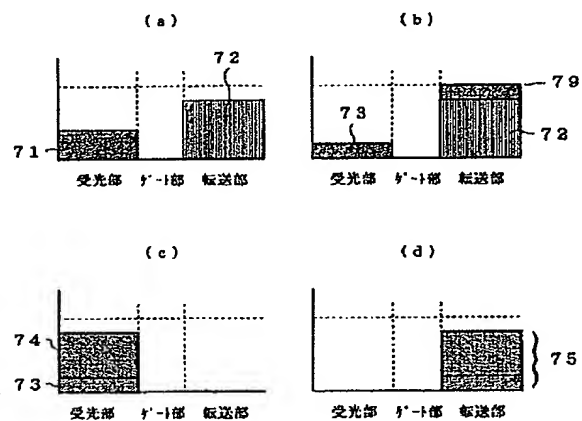 (a)
(b)
72
79
73
71
72
受光部 ゲート部 転送部
受光部 ゲート部 転送部
(c)
(d)
74
73
75
受光部 ゲート部 転送部
受光部 ゲート部 転送部